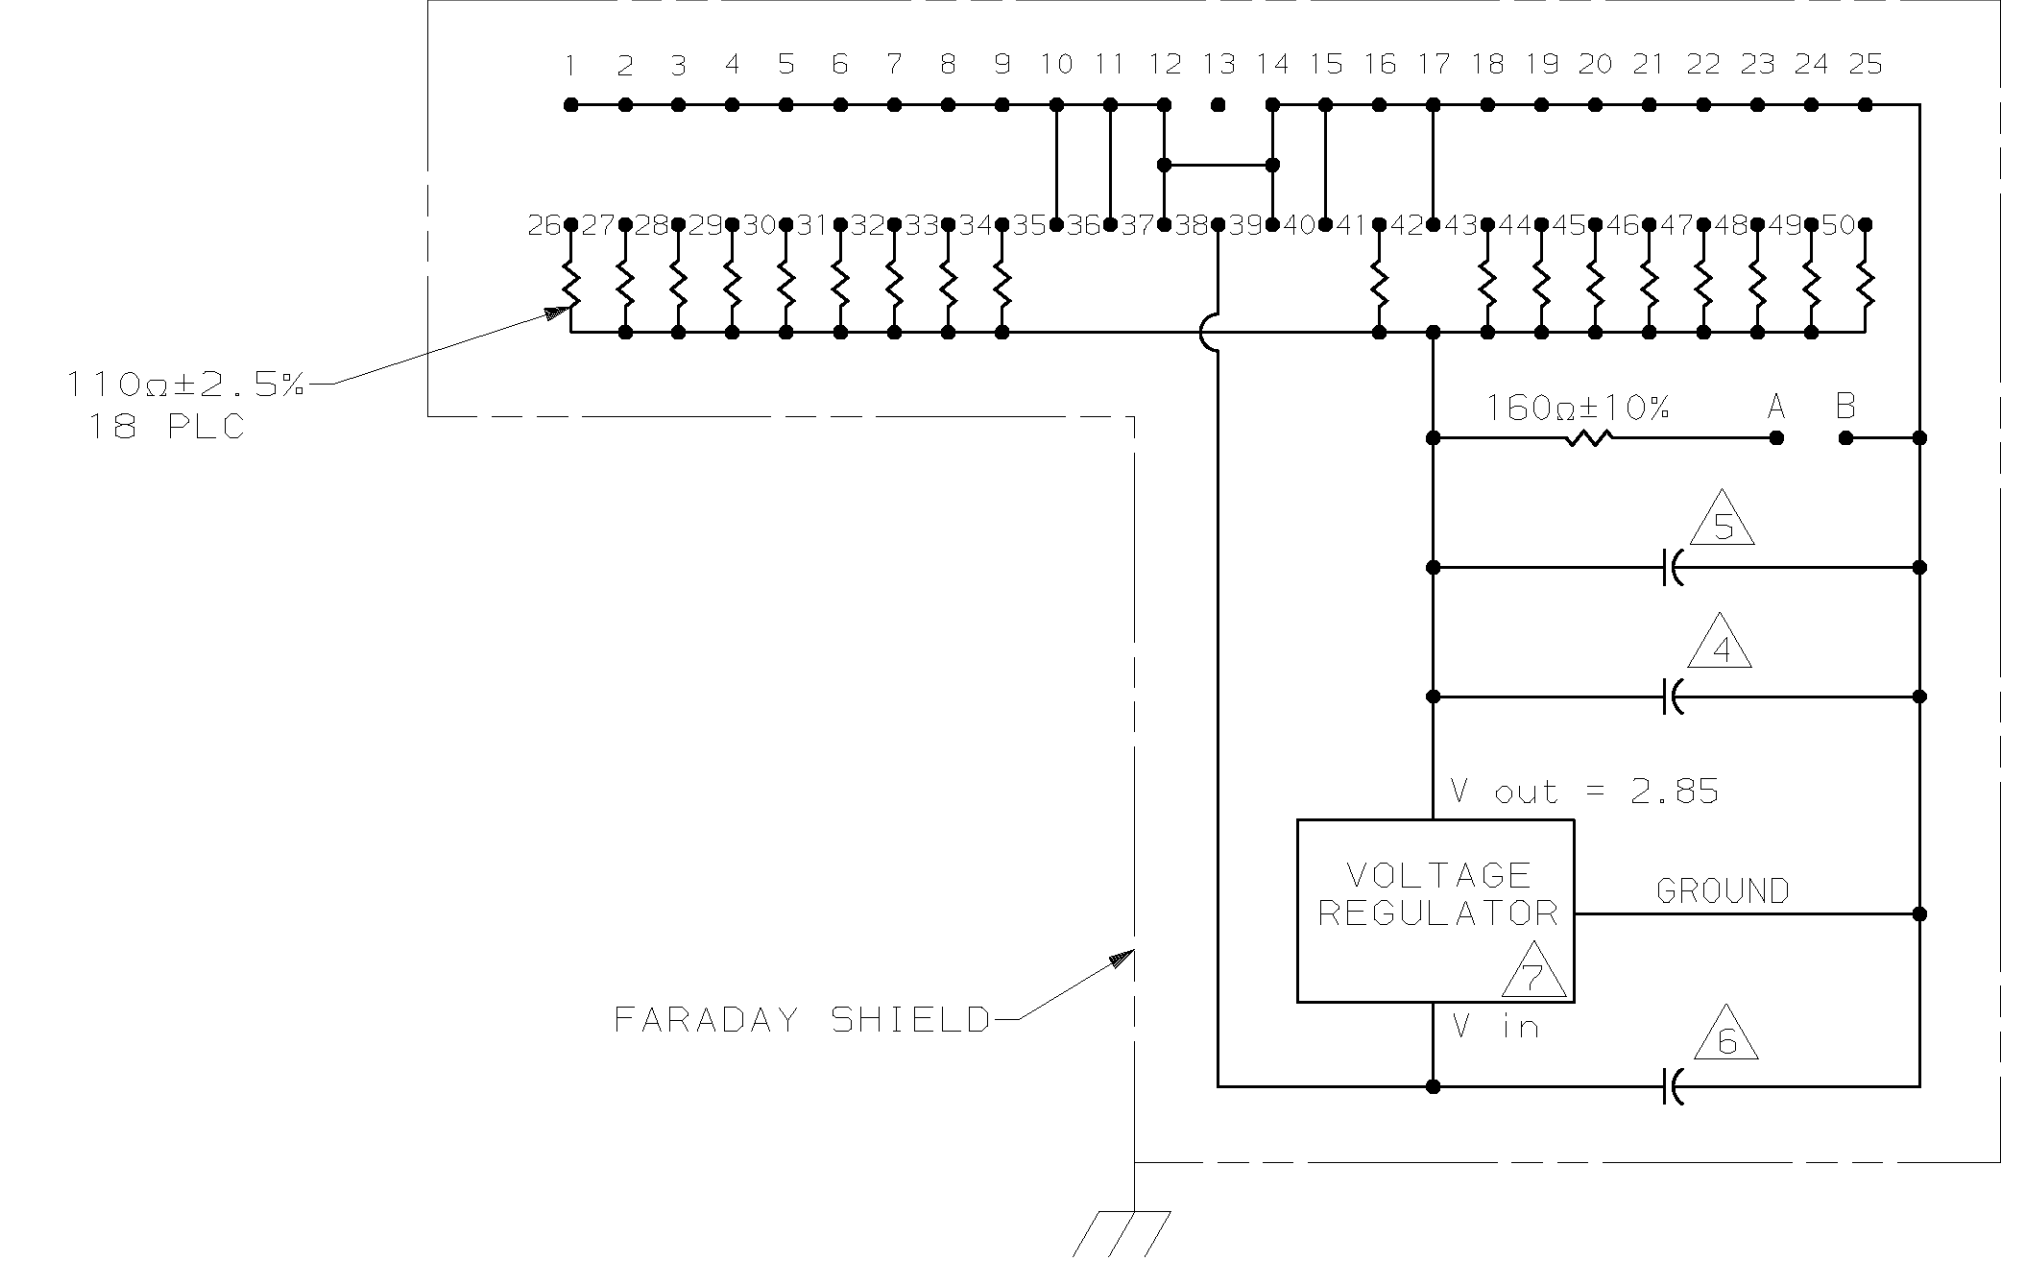 1 2 3 4 5 6 7 8 9 10 11 12 13 14 15 16 17 18 19 20 21 22 23 24 25
26 27 28 29 30 31 32 33 34 35 36 37 38 39 40 41 42 43 44 45 46 47 48 49 50
110Ω±2.5%
18 PLC
160Ω±10%
A B
5
4
V out = 2.85
VOLTAGE
REGULATOR
GROUND
7
FARADAY SHIELD
V in
6